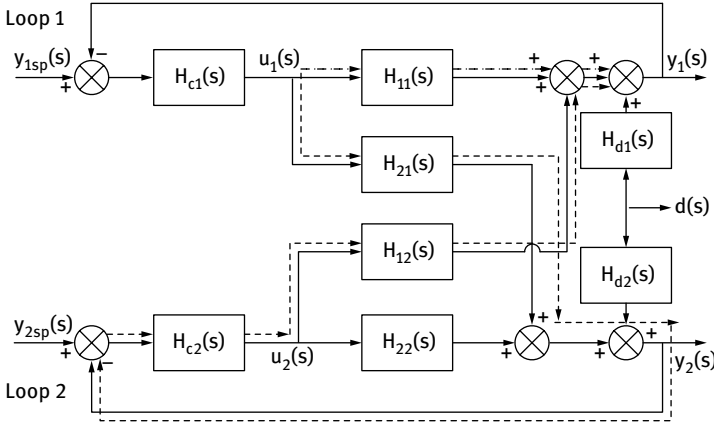 Loop 1
y1sp(s)
+
−
Hc1(s)
u1(s)
H11(s)
+
+
+
+
y1(s)
+
Hd1(s)
H21(s)
d(s)
H12(s)
Hd2(s)
y2sp(s)
+
−
Hc2(s)
u2(s)
H22(s)
+
+
+
+
y2(s)
Loop 2